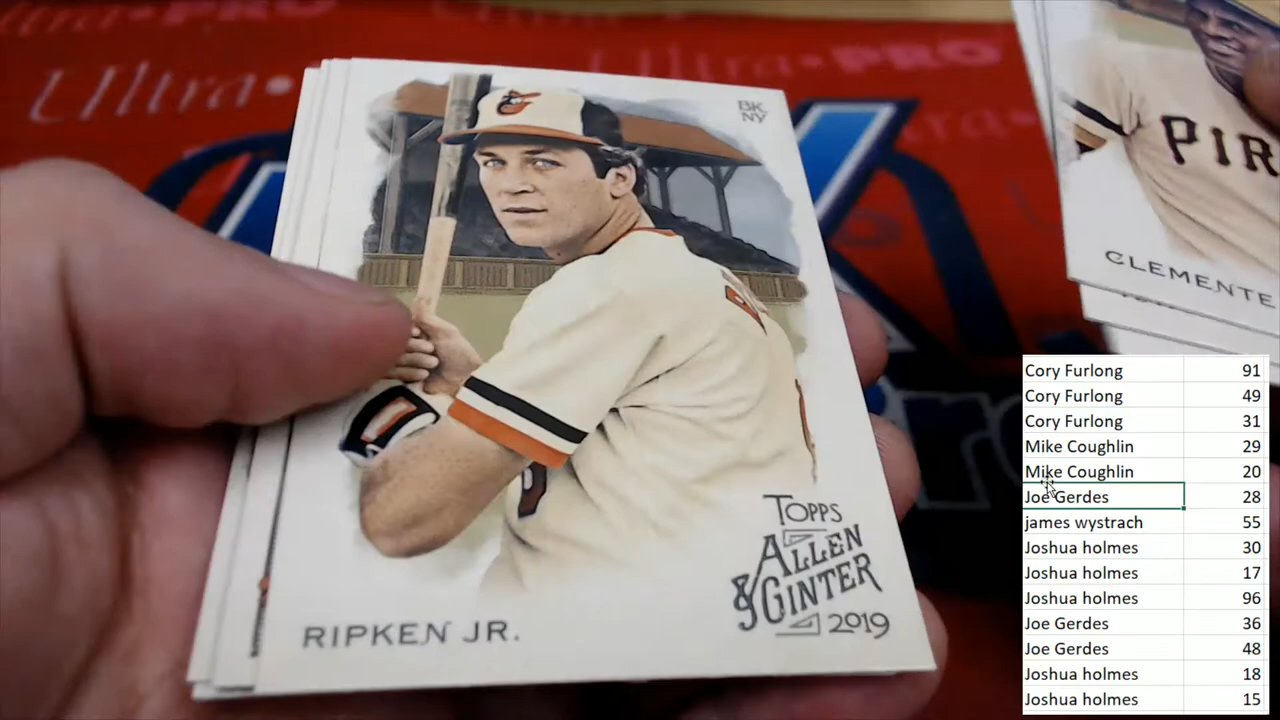 Ultra•PRO
Ultra•PRO
BK
NY
PIR
CLEMENTE
TOPPS
ALLEN
& GINTER
2019
RIPKEN JR.
Cory Furlong 91
Cory Furlong 49
Cory Furlong 31
Mike Coughlin 29
Mike Coughlin 20
Joe Gerdes 28
james wystrach 55
Joshua holmes 30
Joshua holmes 17
Joshua holmes 96
Joe Gerdes 36
Joe Gerdes 48
Joshua holmes 18
Joshua holmes 15